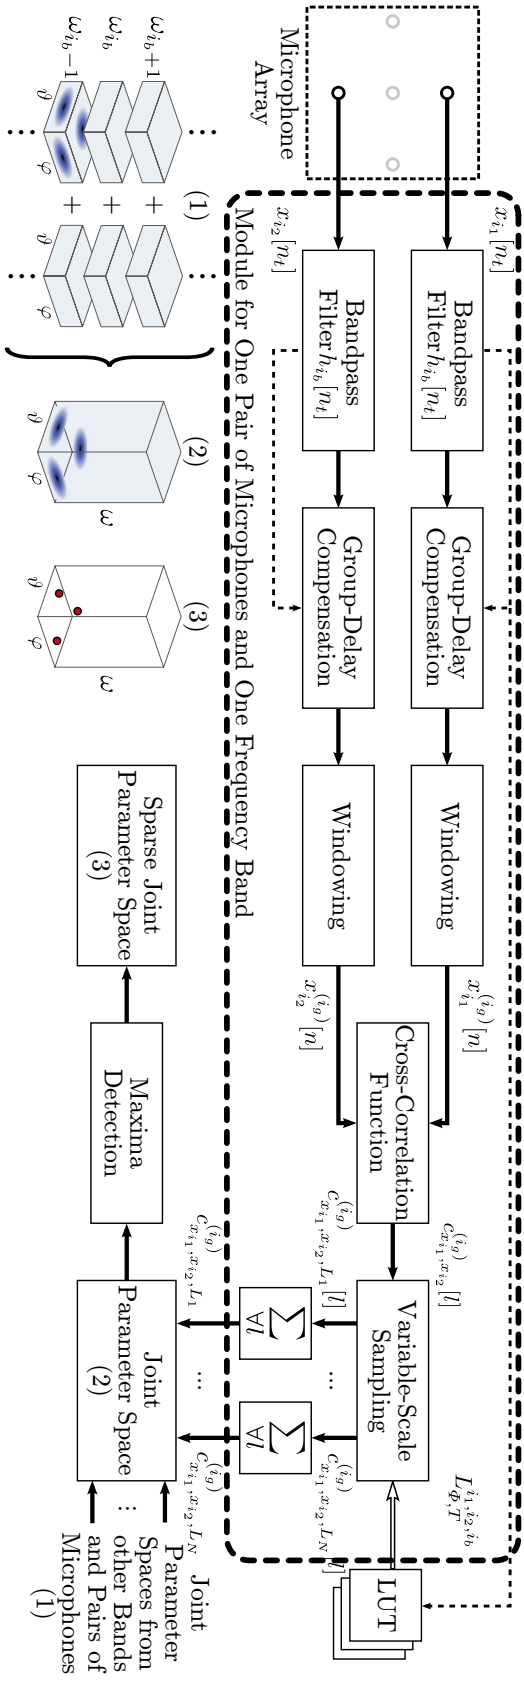 Microphone
Array
x_{i_1}[n_t]
x_{i_2}[n_t]
Bandpass
Filter h_{i_b}[n_t]
Bandpass
Filter h_{i_b}[n_t]
Group-Delay
Compensation
Group-Delay
Compensation
Windowing
Windowing
x_{i_1}^{(i_g)}[n]
x_{i_2}^{(i_g)}[n]
Cross-Correlation
Function
c_{x_{i_1},x_{i_2}}^{(i_g)}[l]
Variable-Scale
Sampling
L_{Φ,T}^{i_1,i_2,i_b}
LUT
c_{x_{i_1},x_{i_2},L_1}^{(i_g)}[l]
...
c_{x_{i_1},x_{i_2},L_N}^{(i_g)}[l]
∑
∀l
∑
∀l
Module for One Pair of Microphones and One Frequency Band
c_{x_{i_1},x_{i_2},L_1}^{(i_g)}
...
c_{x_{i_1},x_{i_2},L_N}^{(i_g)}
Joint
Parameter
Spaces from
other Bands
and Pairs of
Microphones
(1)
⋮
Joint
Parameter Space
(2)
Maxima
Detection
Sparse Joint
Parameter Space
(3)
(1)
...
...
ω_{i_b+1}
+
ω_{i_b}
+
ω_{i_b−1}
+
ϑ
φ
ϑ
φ
...
...
(2)
ω
ϑ
φ
(3)
ω
ϑ
φ